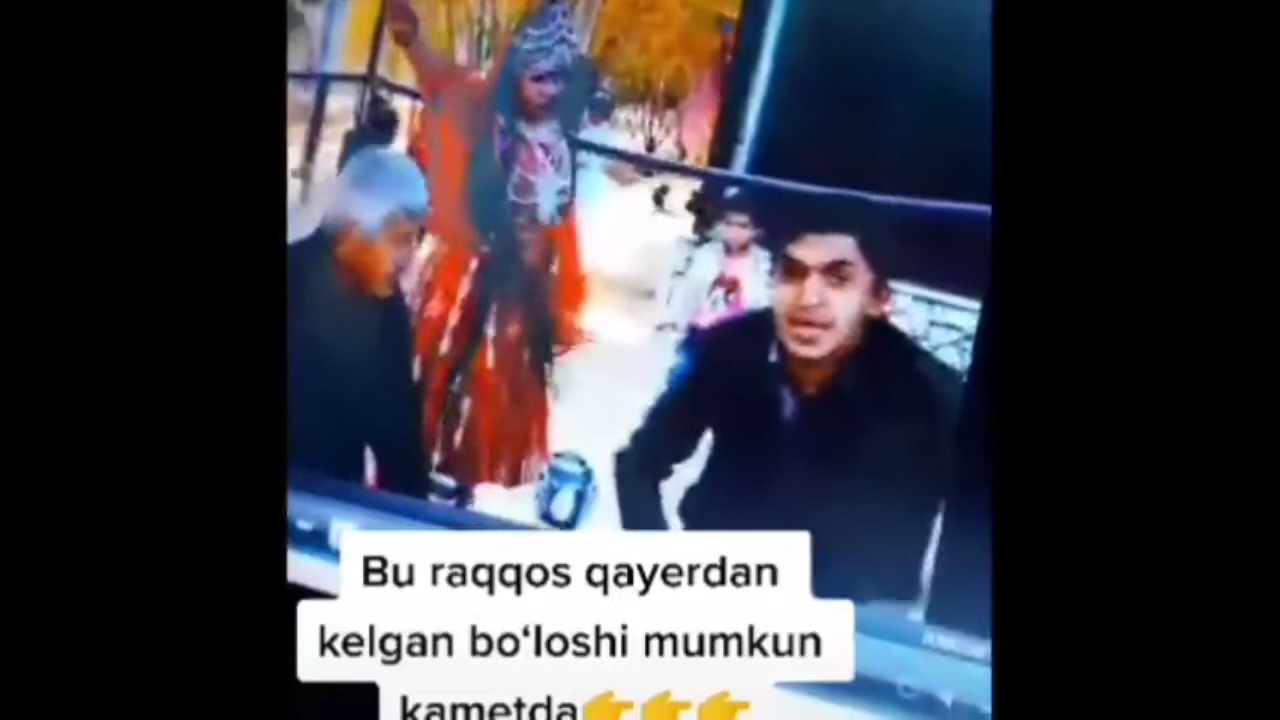 Bu raqqos qayerdan
kelgan bo‘loshi mumkun
kametda👉👉👉